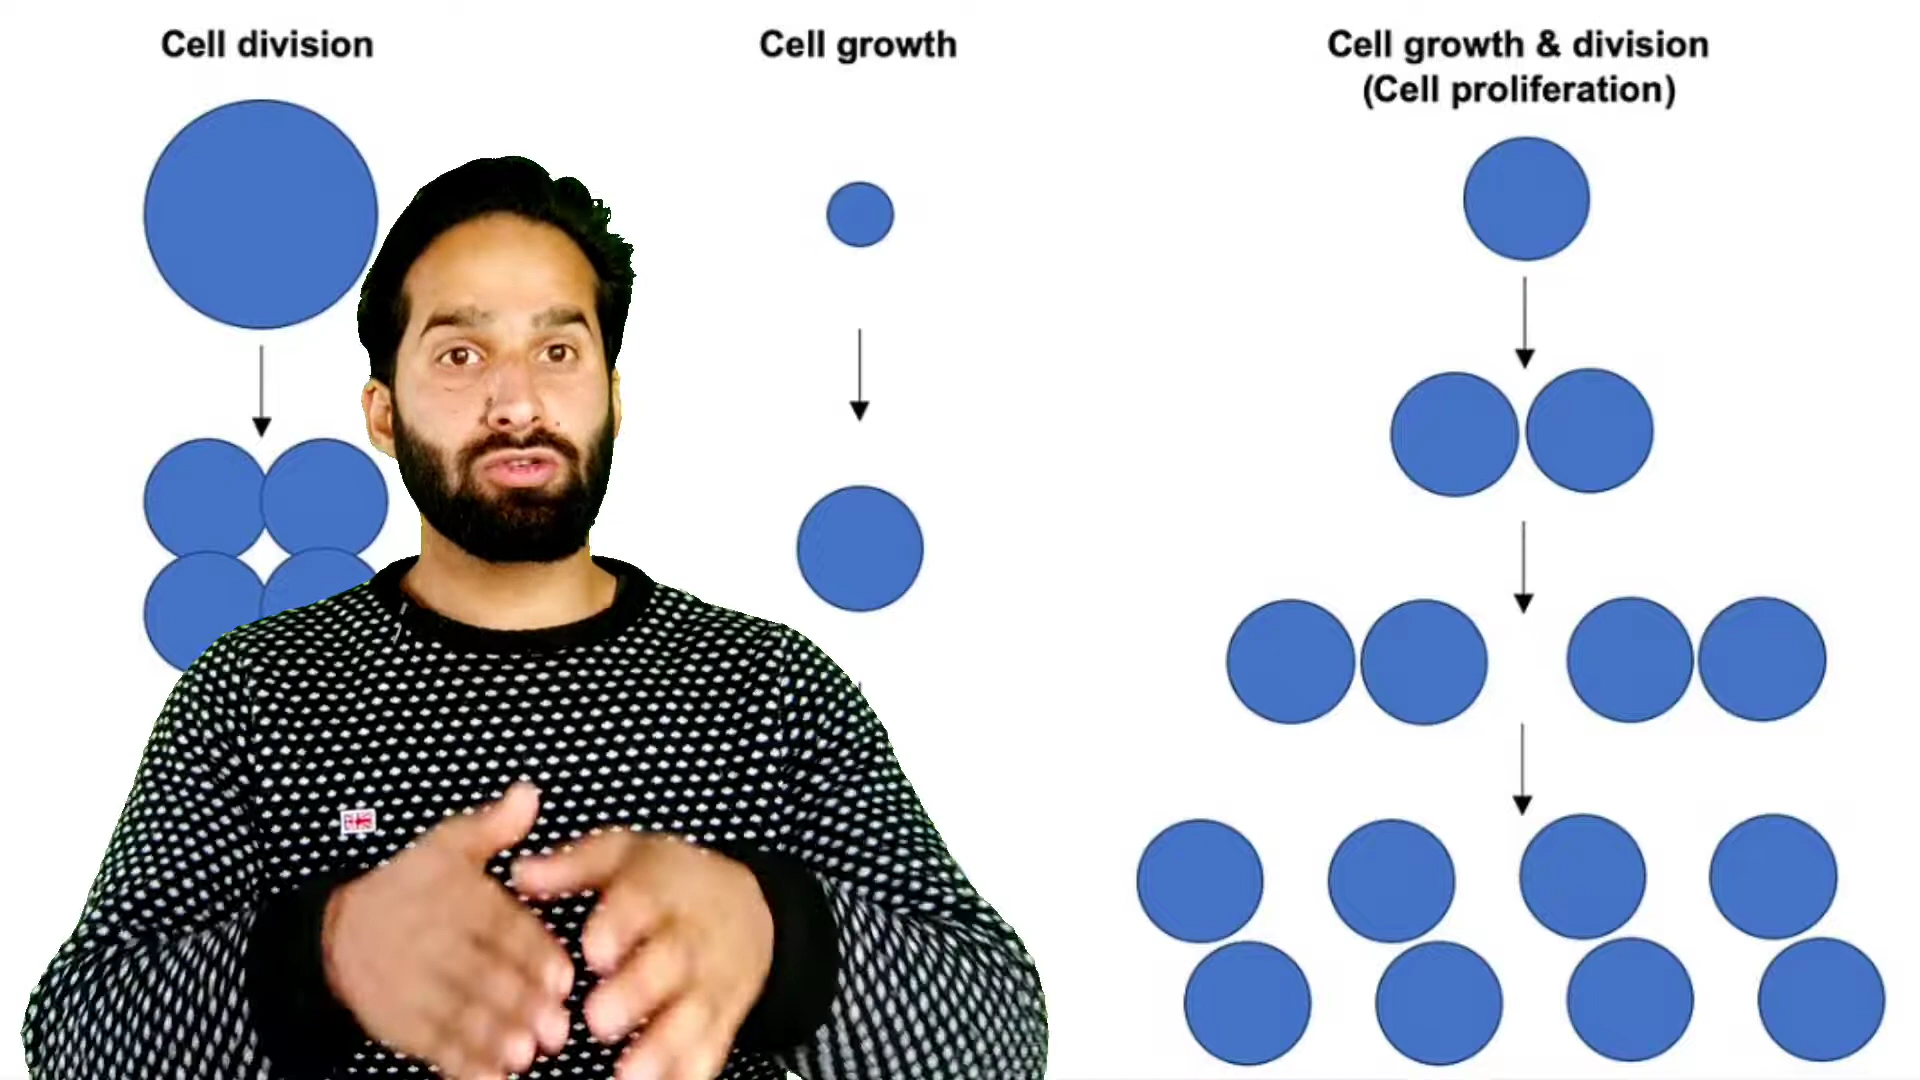 Cell division
Cell growth
Cell growth & division
(Cell proliferation)